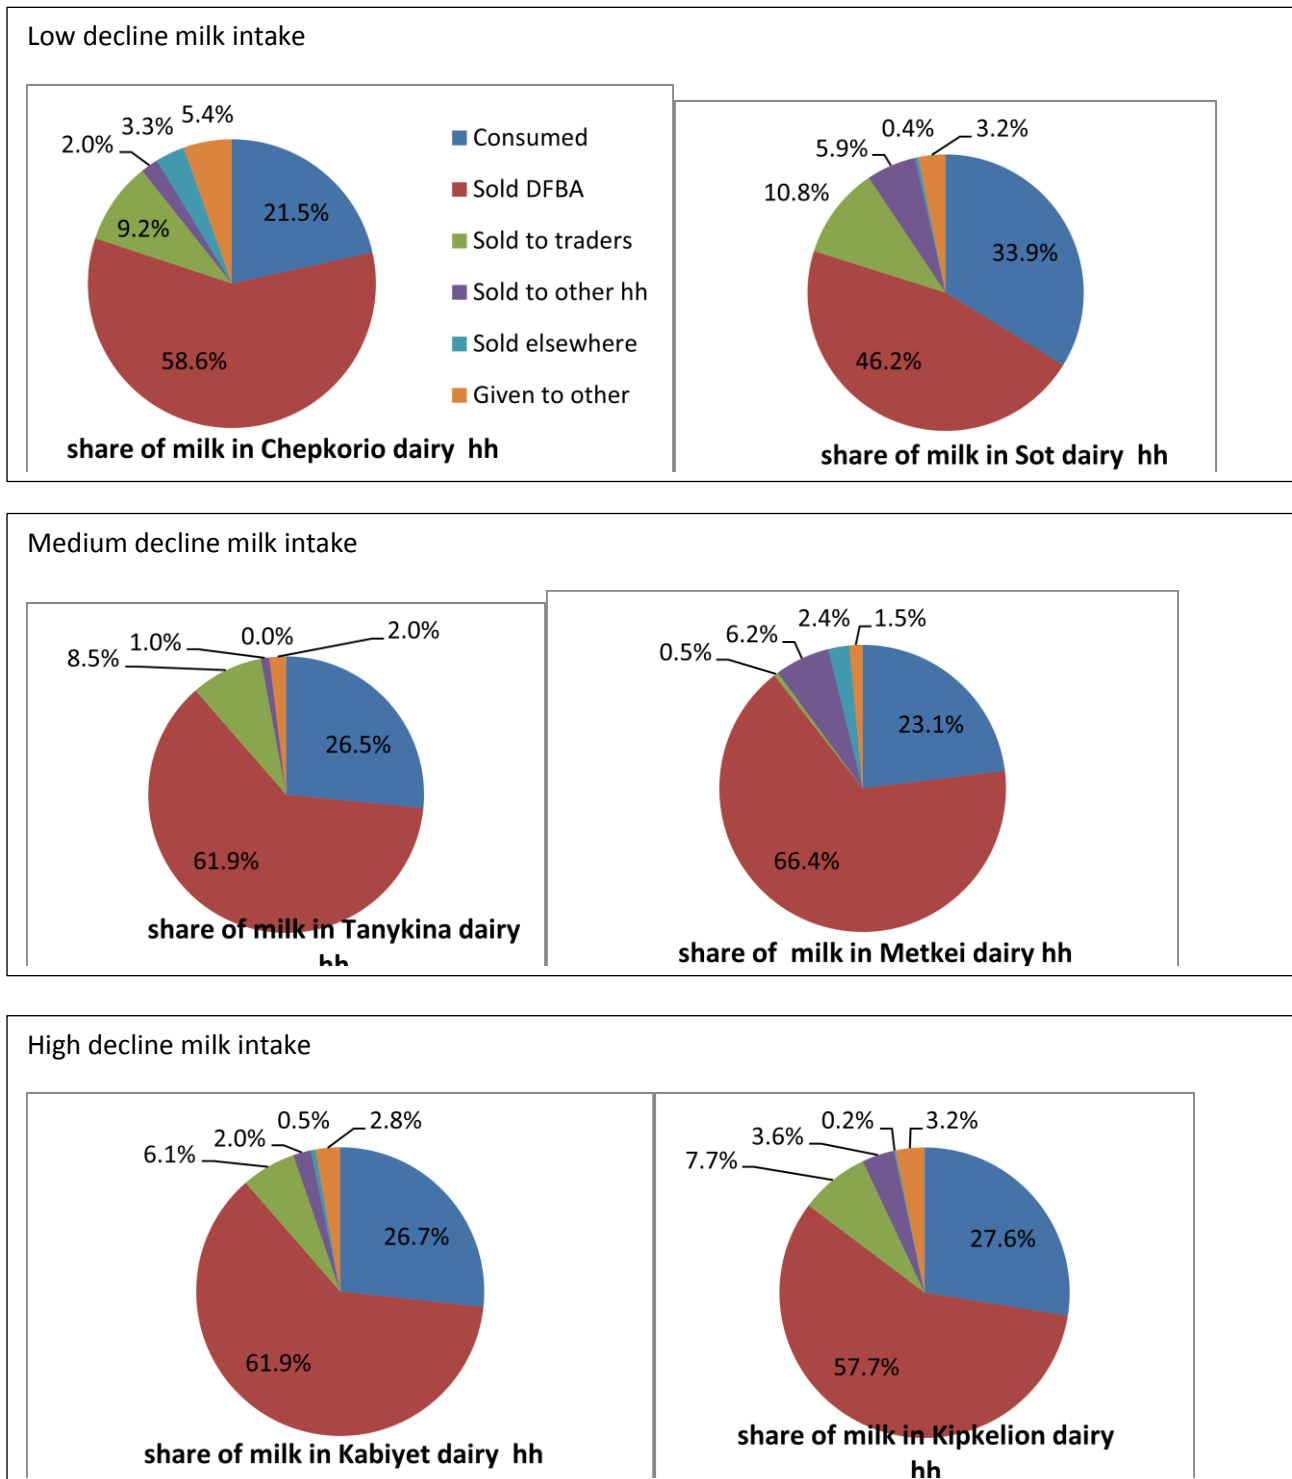 Low decline milk intake
5.4%
3.3%
2.0%
9.2%
21.5%
58.6%
Consumed
Sold DFBA
Sold to traders
Sold to other hh
Sold elsewhere
Given to other
share of milk in Chepkorio dairy hh
0.4%
3.2%
5.9%
10.8%
33.9%
46.2%
share of milk in Sot dairy hh
Medium decline milk intake
0.0%
2.0%
1.0%
8.5%
26.5%
61.9%
share of milk in Tanykina dairy
hh
2.4%
1.5%
6.2%
0.5%
23.1%
66.4%
share of milk in Metkei dairy hh
High decline milk intake
0.5%
2.8%
2.0%
6.1%
26.7%
61.9%
share of milk in Kabiyet dairy hh
0.2%
3.2%
3.6%
7.7%
27.6%
57.7%
share of milk in Kipkelion dairy
hh